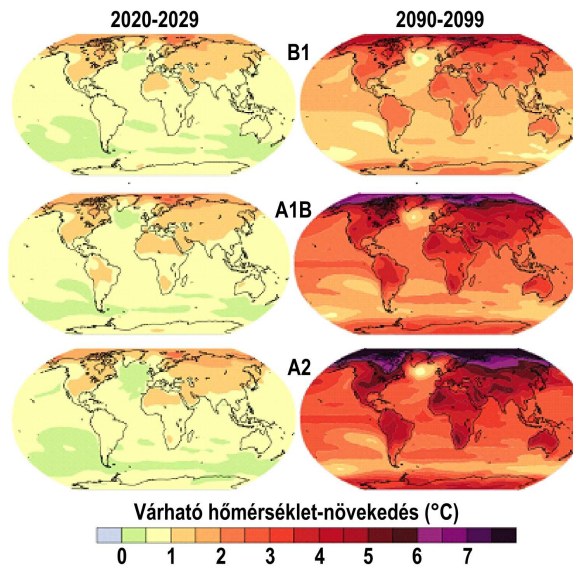 2020-2029 2090-2099
B1
A1B
A2
Várható hőmérséklet-növekedés (°C)
0 1 2 3 4 5 6 7